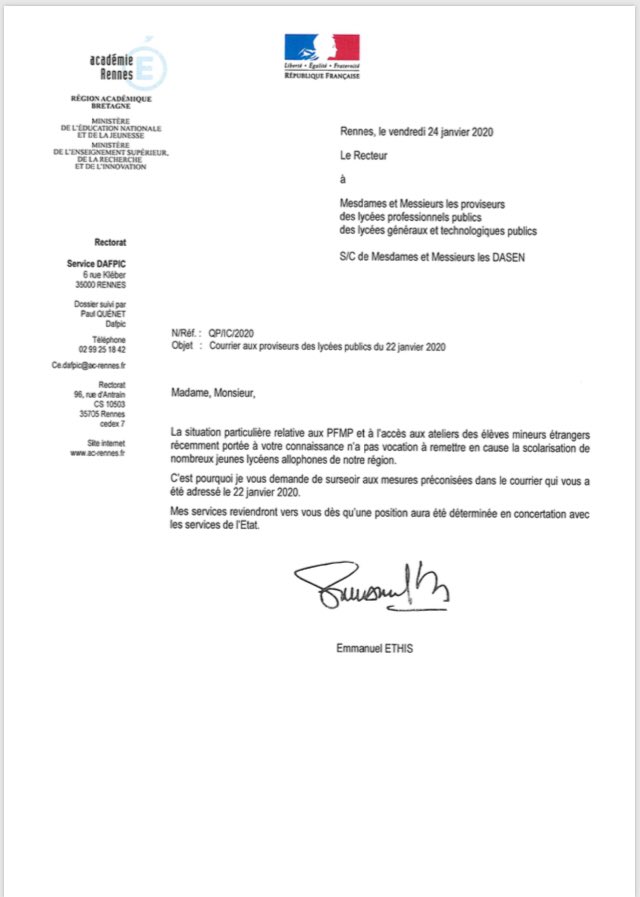 académie
Rennes
É
RÉGION ACADÉMIQUE
BRETAGNE
MINISTÈRE
DE L'ÉDUCATION NATIONALE
ET DE LA JEUNESSE
MINISTÈRE
DE L'ENSEIGNEMENT SUPÉRIEUR,
DE LA RECHERCHE
ET DE L'INNOVATION
Liberté • Égalité • Fraternité
RÉPUBLIQUE FRANÇAISE
Rennes, le vendredi 24 janvier 2020
Le Recteur
à
Mesdames et Messieurs les proviseurs
des lycées professionnels publics
des lycées généraux et technologiques publics
S/C de Mesdames et Messieurs les DASEN
Rectorat
Service DAFPIC
6 rue Kléber
35000 RENNES
Dossier suivi par
Paul QUÉNET
Dafpic
Téléphone
02 99 25 18 42
Ce.dafpic@ac-rennes.fr
Rectorat
96, rue d'Antrain
CS 10503
35705 Rennes
cedex 7
Site internet
www.ac-rennes.fr
N/Réf. : QP/IC/2020
Objet : Courrier aux proviseurs des lycées publics du 22 janvier 2020
Madame, Monsieur,
La situation particulière relative aux PFMP et à l'accès aux ateliers des élèves mineurs étrangers
récemment portée à votre connaissance n'a pas vocation à remettre en cause la scolarisation de
nombreux jeunes lycéens allophones de notre région.
C'est pourquoi je vous demande de surseoir aux mesures préconisées dans le courrier qui vous a
été adressé le 22 janvier 2020.
Mes services reviendront vers vous dès qu'une position aura été déterminée en concertation avec
les services de l'Etat.
Emmanuel ETHIS